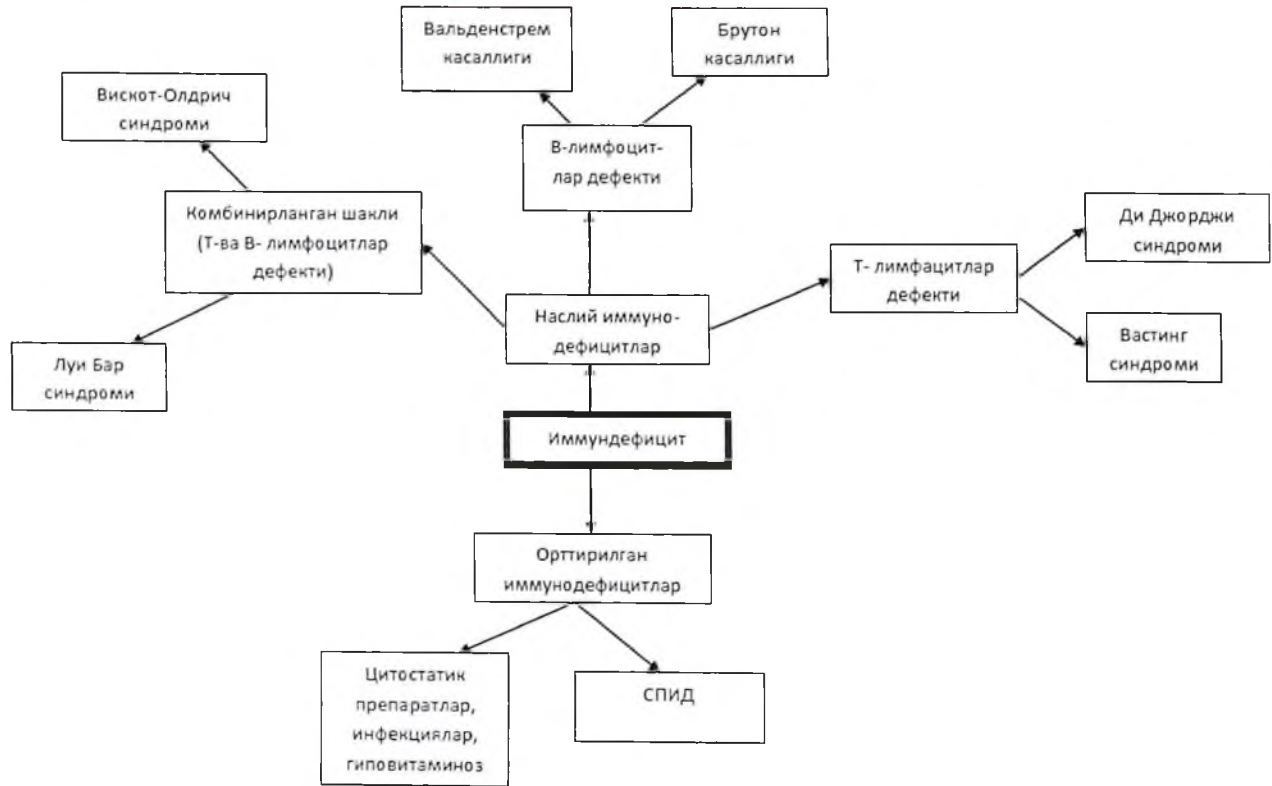 Вальденстрем
касаллиги
Брутон
касаллиги
Вискот-Олдрич
синдроми
В-лимфоцит-
лар дефекти
Комбинирланган шакли
(Т-ва В- лимфоцитлар
дефекти)
Ди Джорджи
синдроми
Т- лимфацитлар
дефекти
Наслий иммуно-
дефицитлар
Вастинг
синдроми
Луи Бар
синдроми
Иммундефицит
Орттирилган
иммунодефицитлар
Цитостатик
препаратлар,
инфекциялар,
гиповитаминоз
СПИД